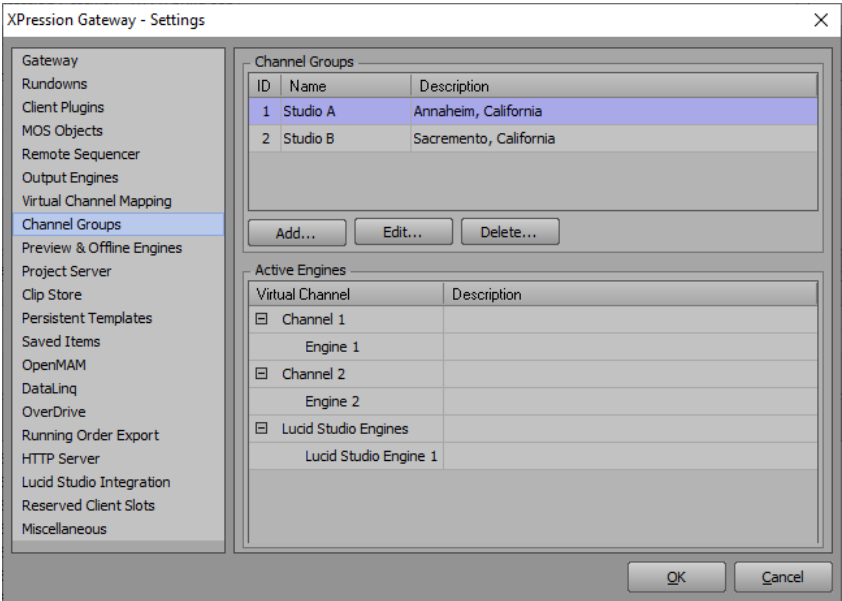 XPression Gateway - Settings
Gateway
Rundowns
Client Plugins
MOS Objects
Remote Sequencer
Output Engines
Virtual Channel Mapping
Channel Groups
Preview & Offline Engines
Project Server
Clip Store
Persistent Templates
Saved Items
OpenMAM
DataLinq
OverDrive
Running Order Export
HTTP Server
Lucid Studio Integration
Reserved Client Slots
Miscellaneous
Channel Groups
ID Name Description
1 Studio A Annaheim, California
2 Studio B Sacremento, California
Add... Edit... Delete...
Active Engines
Virtual Channel Description
Channel 1
Engine 1
Channel 2
Engine 2
Lucid Studio Engines
Lucid Studio Engine 1
OK Cancel